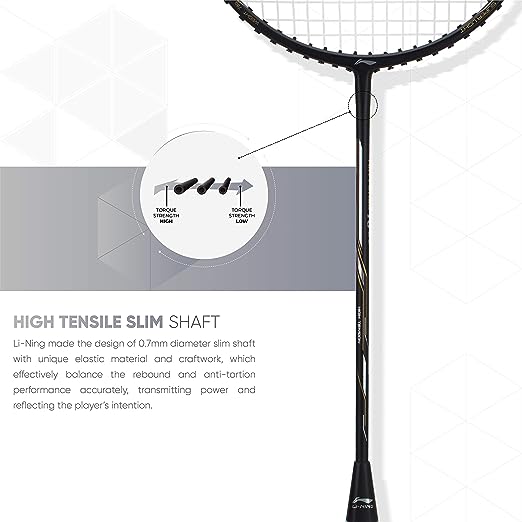 TORQUE
STRENGTH
HIGH
TORQUE
STRENGTH
LOW
HIGH TENSILE SLIM SHAFT
Li-Ning made the design of 0.7mm diameter slim shaft
with unique elastic material and craftwork, which
effectively balance the rebound and anti-tortion
performance accurately, transmitting power and
reflecting the player's intention.
LI-NING